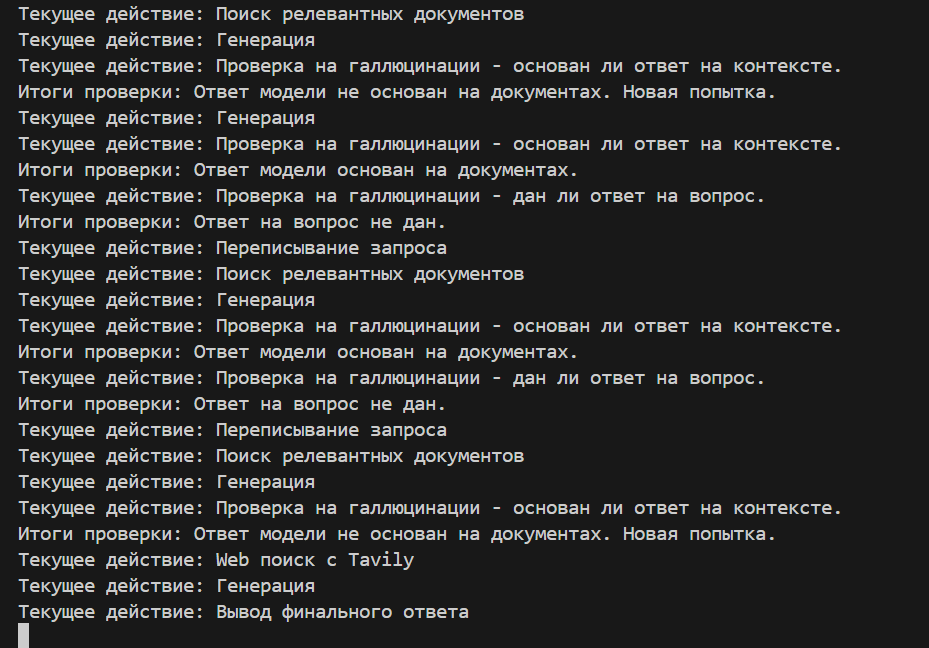 Текущее действие: Поиск релевантных документов
Текущее действие: Генерация
Текущее действие: Проверка на галлюцинации - основан ли ответ на контексте.
Итоги проверки: Ответ модели не основан на документах. Новая попытка.
Текущее действие: Генерация
Текущее действие: Проверка на галлюцинации - основан ли ответ на контексте.
Итоги проверки: Ответ модели основан на документах.
Текущее действие: Проверка на галлюцинации - дан ли ответ на вопрос.
Итоги проверки: Ответ на вопрос не дан.
Текущее действие: Переписывание запроса
Текущее действие: Поиск релевантных документов
Текущее действие: Генерация
Текущее действие: Проверка на галлюцинации - основан ли ответ на контексте.
Итоги проверки: Ответ модели основан на документах.
Текущее действие: Проверка на галлюцинации - дан ли ответ на вопрос.
Итоги проверки: Ответ на вопрос не дан.
Текущее действие: Переписывание запроса
Текущее действие: Поиск релевантных документов
Текущее действие: Генерация
Текущее действие: Проверка на галлюцинации - основан ли ответ на контексте.
Итоги проверки: Ответ модели не основан на документах. Новая попытка.
Текущее действие: Web поиск с Tavily
Текущее действие: Генерация
Текущее действие: Вывод финального ответа